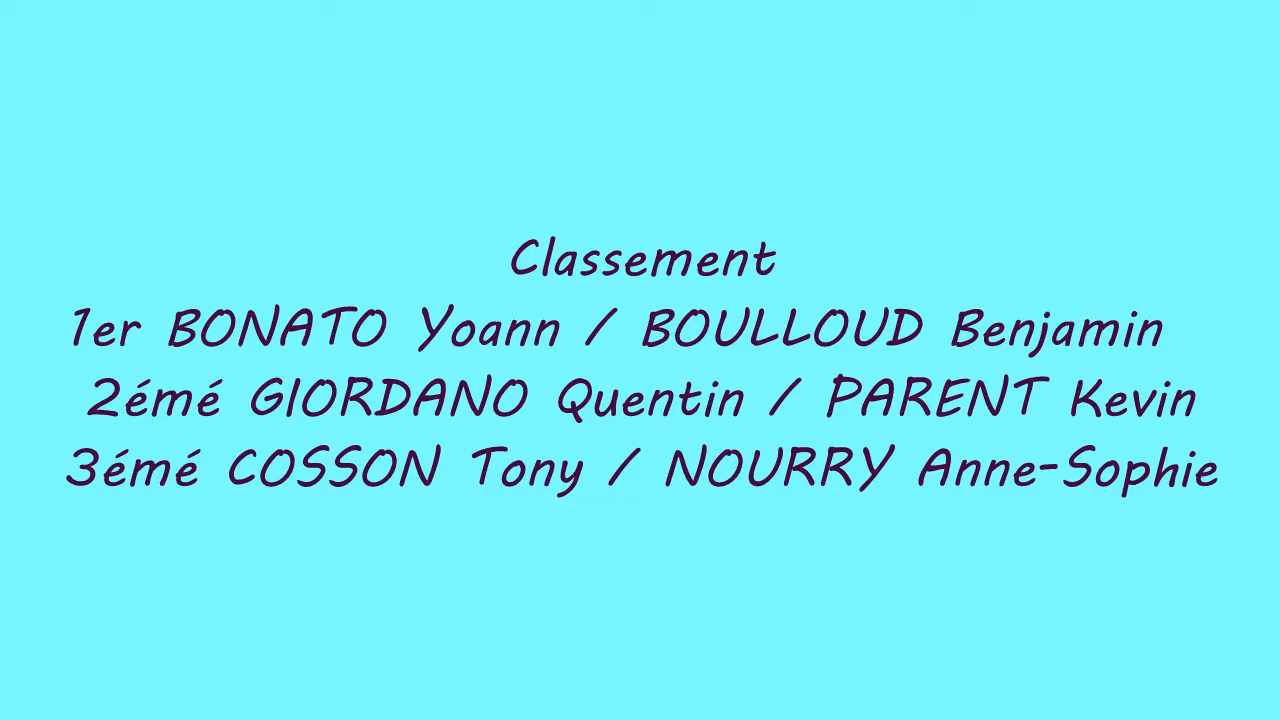 Classement
1er BONATO Yoann / BOULLOUD Benjamin
2émé GIORDANO Quentin / PARENT Kevin
3émé COSSON Tony / NOURRY Anne-Sophie